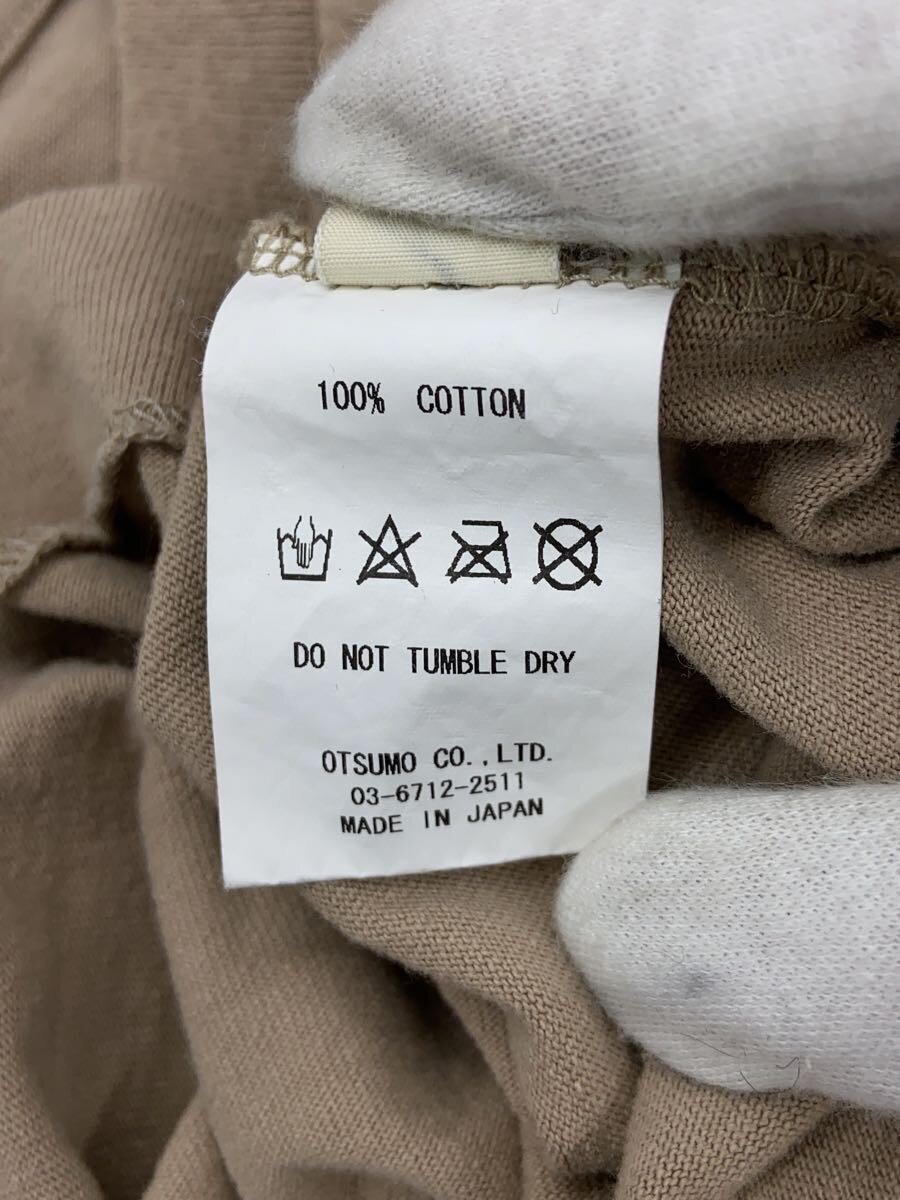 100% COTTON
DO NOT TUMBLE DRY
OTSUMO CO.,LTD.
03-6712-2511
MADE IN JAPAN